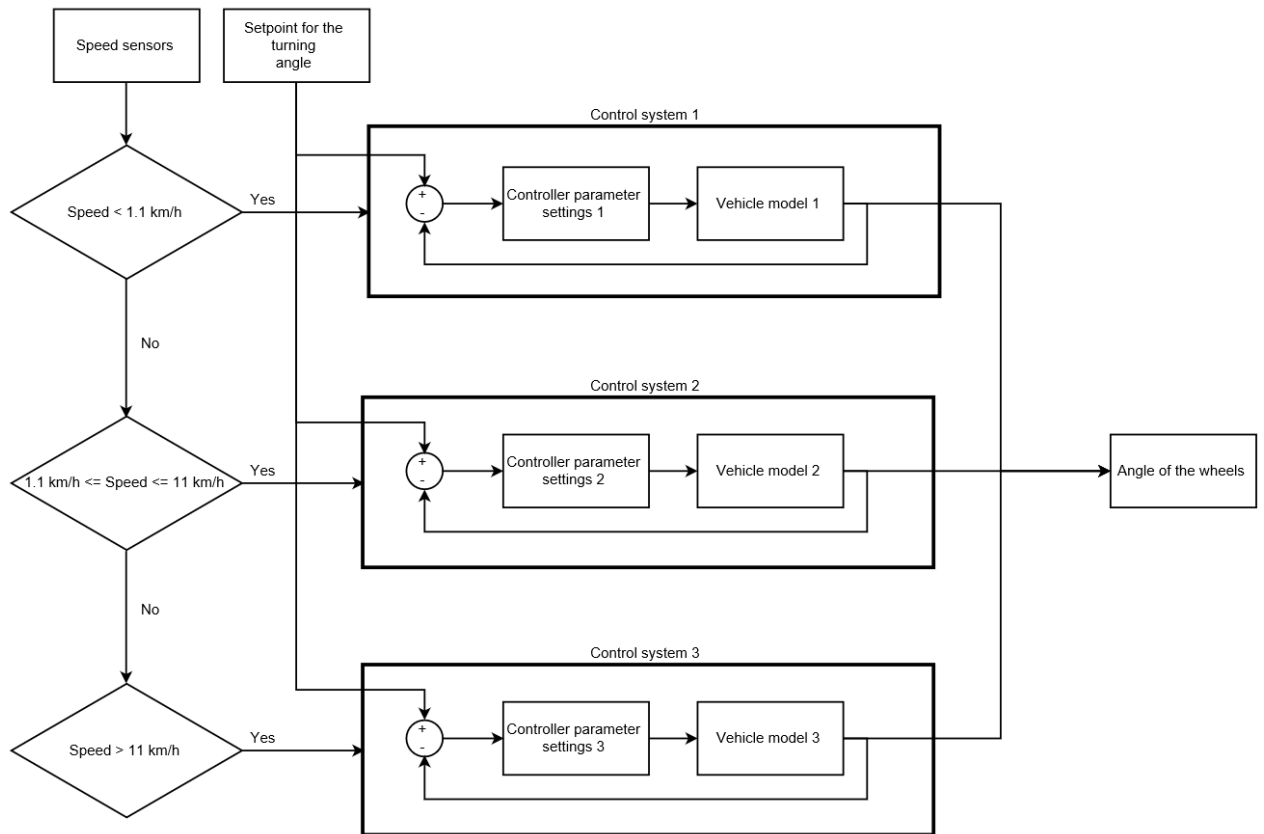 Speed sensors
Setpoint for the
turning
angle
Control system 1
Speed < 1.1 km/h
Yes
+
-
Controller parameter
settings 1
Vehicle model 1
No
Control system 2
1.1 km/h <= Speed <= 11 km/h
Yes
+
-
Controller parameter
settings 2
Vehicle model 2
Angle of the wheels
No
Control system 3
Speed > 11 km/h
Yes
+
-
Controller parameter
settings 3
Vehicle model 3